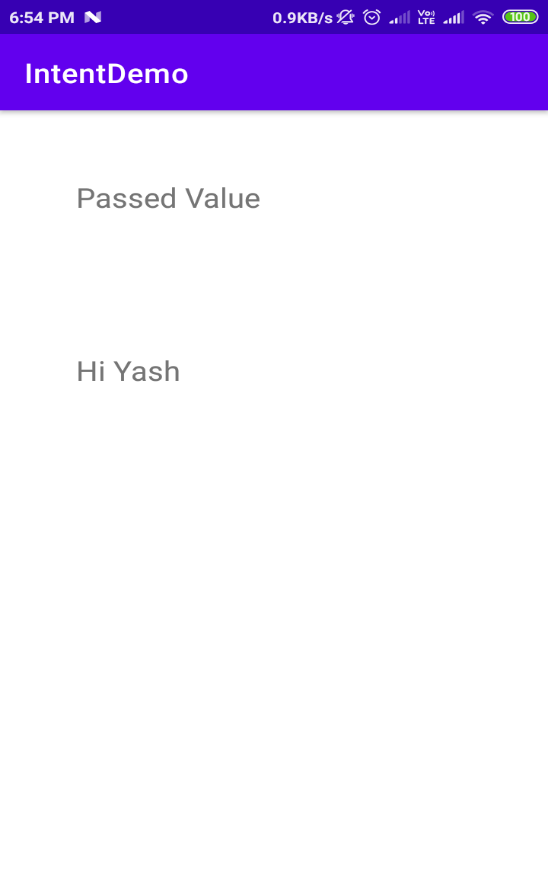 6:54 PM 0.9KB/s Vo) LTE 100
IntentDemo
Passed Value
Hi Yash